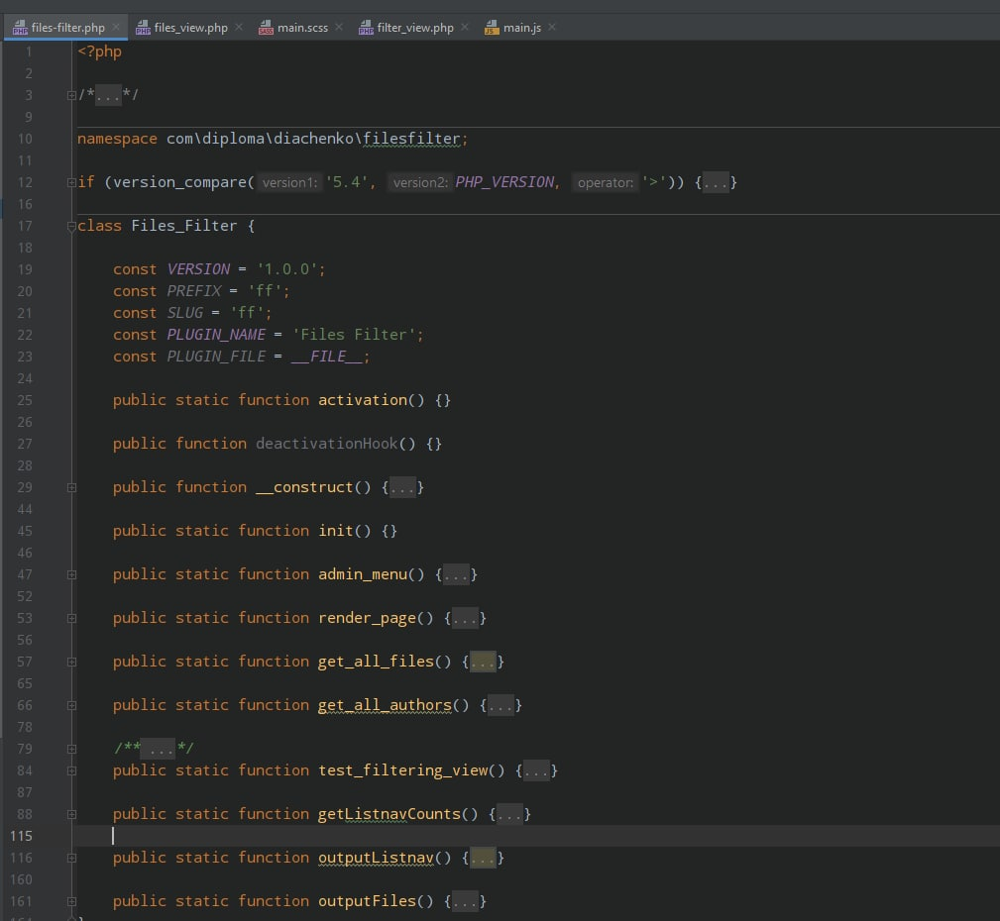 files-filter.php files_view.php main.scss filter_view.php main.js
1 <?php
2
3 /*...*/
9
10 namespace com\diploma\diachenko\filesfilter;
11
12 if (version_compare( version1: '5.4', version2: PHP_VERSION, operator: '>')) {...}
16
17 class Files_Filter {
18
19 const VERSION = '1.0.0';
20 const PREFIX = 'ff';
21 const SLUG = 'ff';
22 const PLUGIN_NAME = 'Files Filter';
23 const PLUGIN_FILE = __FILE__;
24
25 public static function activation() {}
26
27 public function deactivationHook() {}
28
29 public function __construct() {...}
44
45 public static function init() {}
46
47 public static function admin_menu() {...}
52
53 public static function render_page() {...}
56
57 public static function get_all_files() {...}
65
66 public static function get_all_authors() {...}
78
79 /** ...*/
84 public static function test_filtering_view() {...}
87
88 public static function getListnavCounts() {...}
115
116 public static function outputListnav() {...}
160
161 public static function outputFiles() {...}